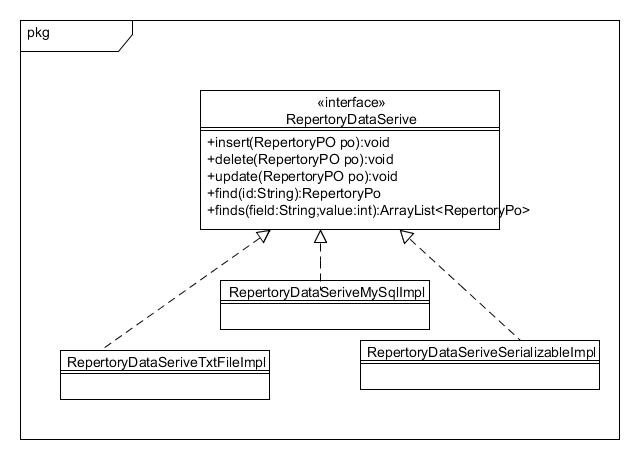 pkg
«interface»
RepertoryDataSerive
+insert(RepertoryPO po):void
+delete(RepertoryPO po):void
+update(RepertoryPO po):void
+find(id:String):RepertoryPo
+finds(field:String;value:int):ArrayList<RepertoryPo>
RepertoryDataSeriveMySqlImpl
RepertoryDataSeriveTxtFileImpl
RepertoryDataSeriveSerializableImpl